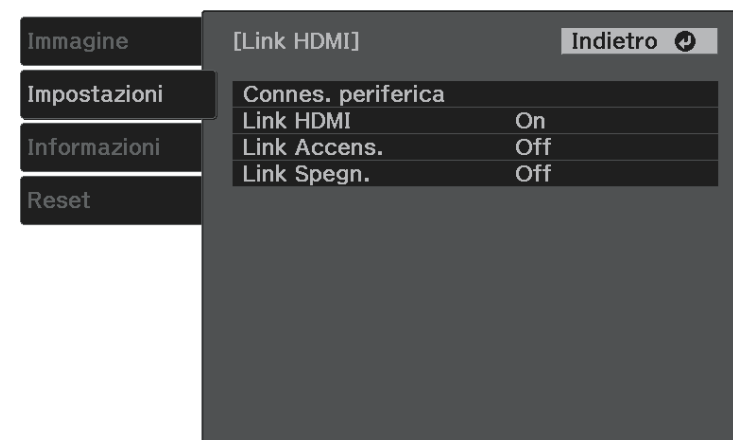 Immagine
Impostazioni
Informazioni
Reset
[Link HDMI]
Indietro
Connes. periferica
Link HDMI On
Link Accens. Off
Link Spegn. Off